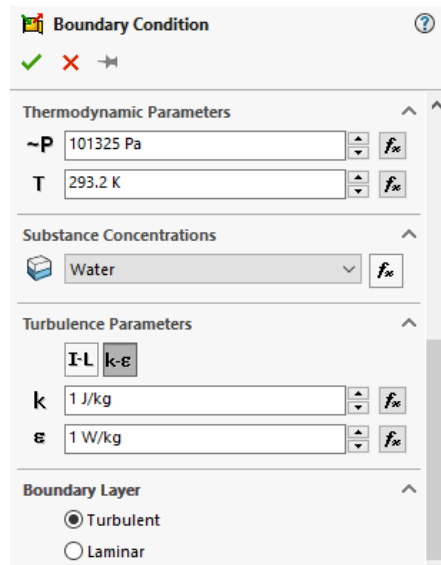 Boundary Condition
Thermodynamic Parameters
~P 101325 Pa
T 293.2 K
Substance Concentrations
Water
Turbulence Parameters
I-L k-ε
k 1 J/kg
ε 1 W/kg
Boundary Layer
Turbulent
Laminar